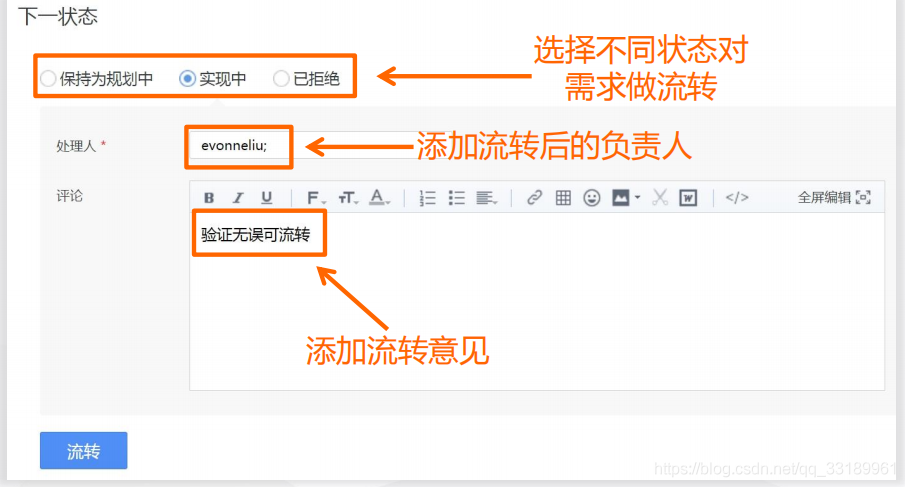 下一状态
选择不同状态对
需求做流转
保持为规划中 实现中 已拒绝
处理人 * evonneliu; 添加流转后的负责人
评论 B I U F TT A W </> 全屏编辑
验证无误可流转
添加流转意见
流转
https://blog.csdn.net/qq_33189961